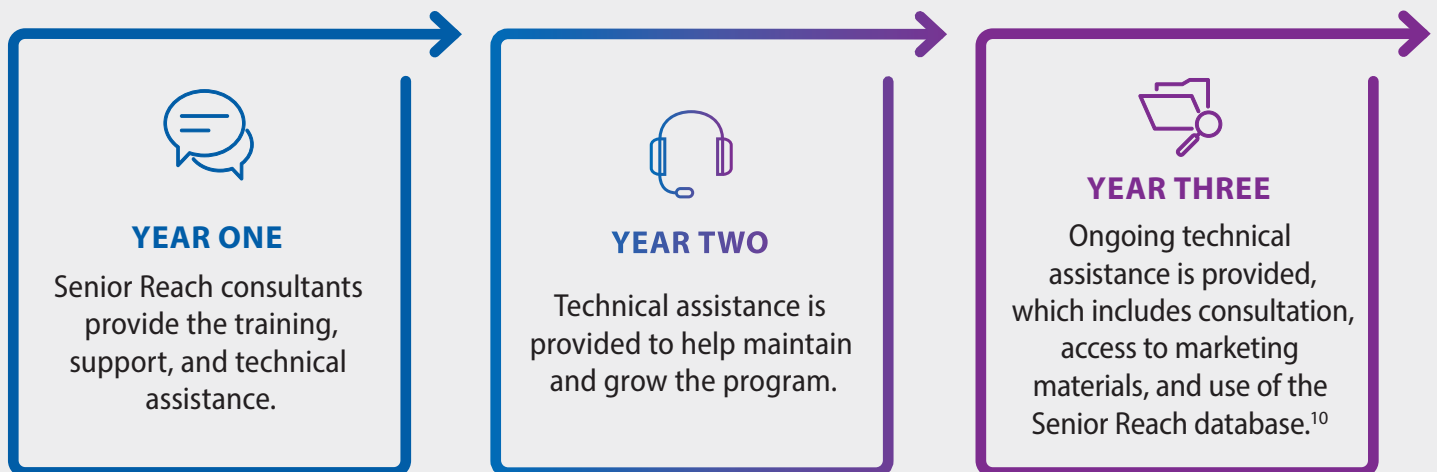 YEAR ONE
Senior Reach consultants
provide the training,
support, and technical
assistance.
YEAR TWO
Technical assistance is
provided to help maintain
and grow the program.
YEAR THREE
Ongoing technical
assistance is provided,
which includes consultation,
access to marketing
materials, and use of the
Senior Reach database.¹⁰